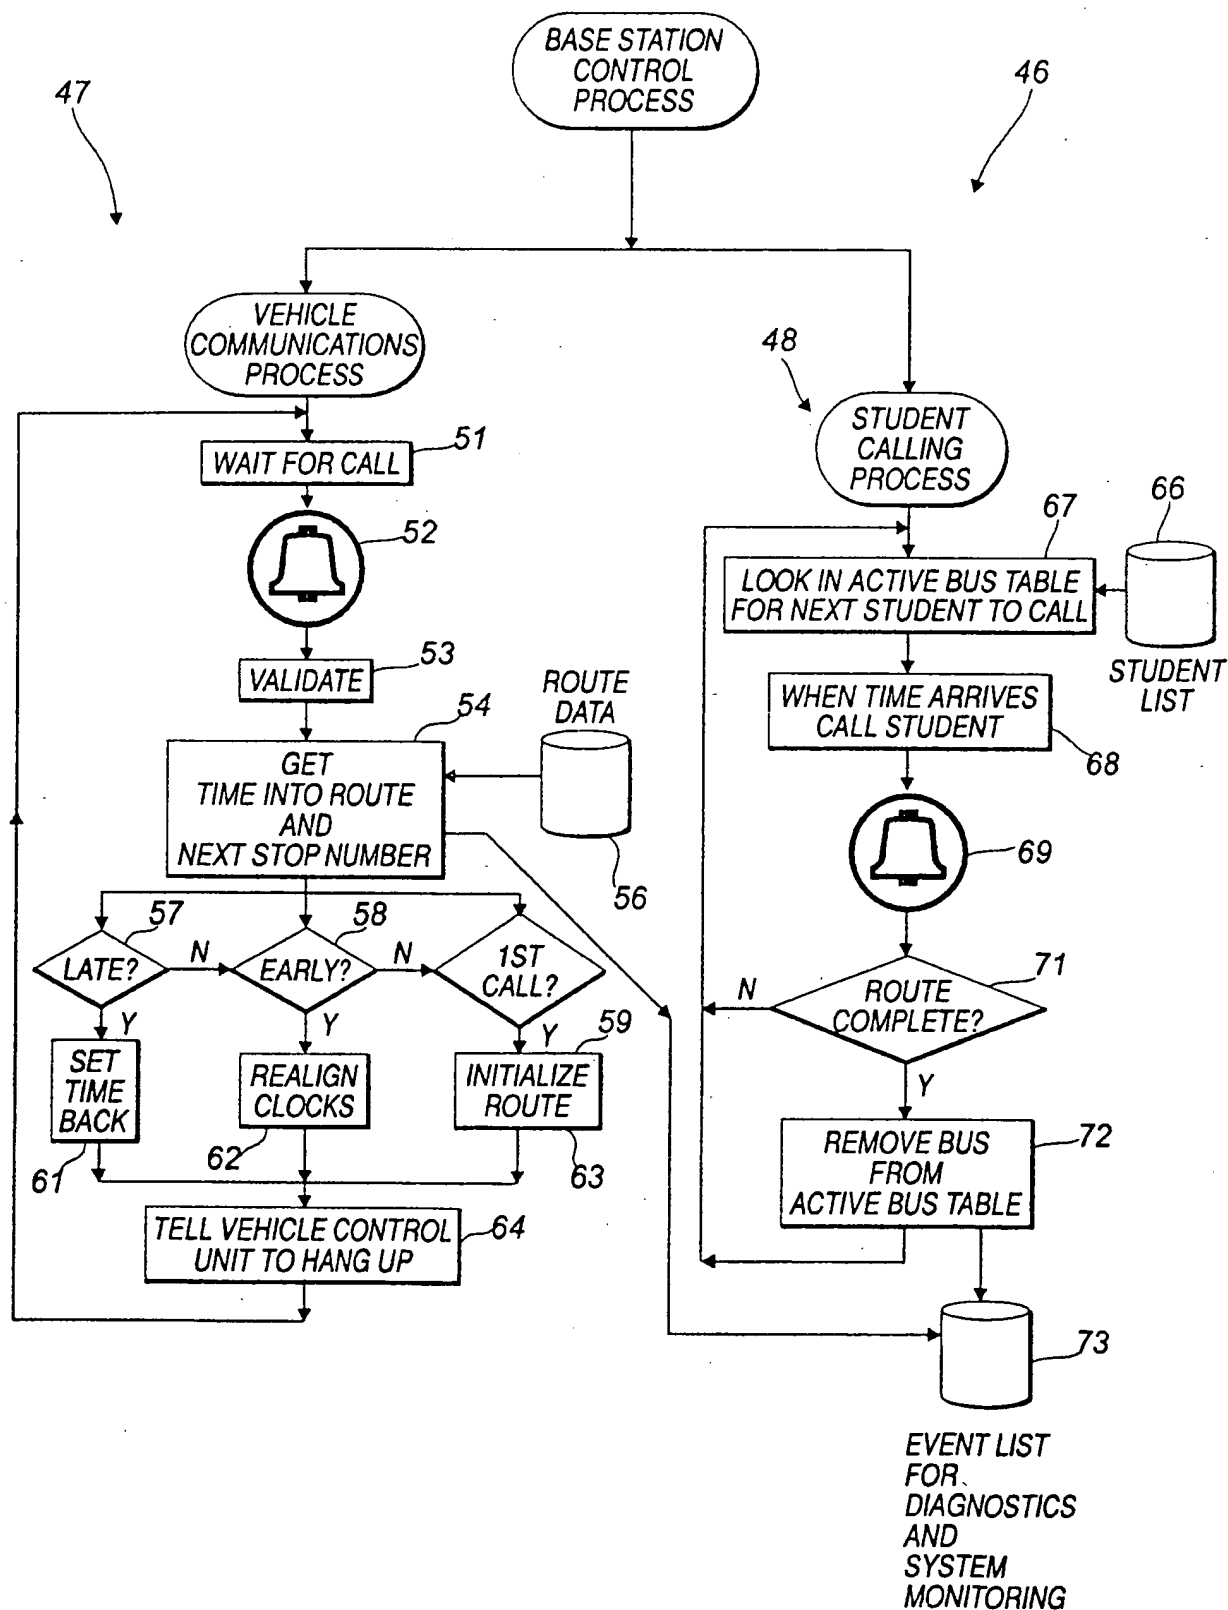 BASE STATION
CONTROL
PROCESS
47
46
VEHICLE
COMMUNICATIONS
PROCESS
48
STUDENT
CALLING
PROCESS
51
WAIT FOR CALL
52
53
VALIDATE
54
GET
TIME INTO ROUTE
AND
NEXT STOP NUMBER
ROUTE
DATA
56
57
LATE?
N
Y
58
EARLY?
N
Y
1ST
CALL?
Y
59
SET
TIME
BACK
61
REALIGN
CLOCKS
62
INITIALIZE
ROUTE
63
TELL VEHICLE CONTROL
UNIT TO HANG UP
64
67
66
LOOK IN ACTIVE BUS TABLE
FOR NEXT STUDENT TO CALL
STUDENT
LIST
WHEN TIME ARRIVES
CALL STUDENT
68
69
71
N
ROUTE
COMPLETE?
Y
REMOVE BUS
FROM
ACTIVE BUS TABLE
72
73
EVENT LIST
FOR
DIAGNOSTICS
AND
SYSTEM
MONITORING